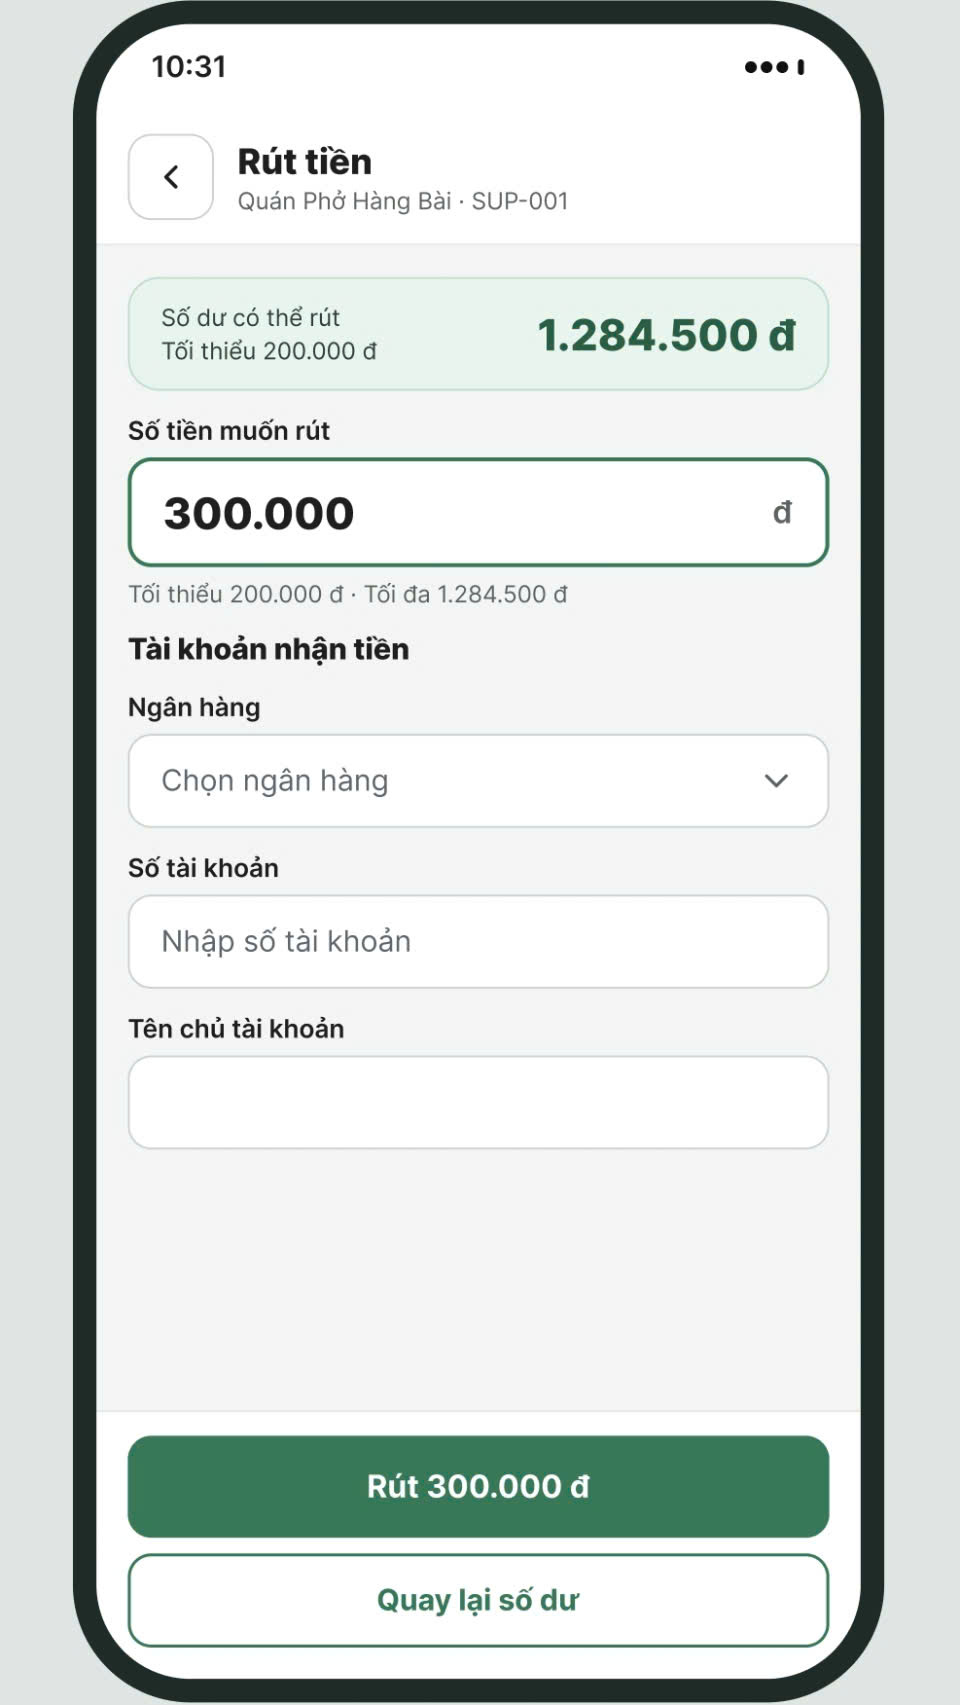 10:31
Rút tiền
Quán Phở Hàng Bài · SUP-001
Số dư có thể rút
Tối thiểu 200.000 đ
1.284.500 đ
Số tiền muốn rút
300.000 đ
Tối thiểu 200.000 đ · Tối đa 1.284.500 đ
Tài khoản nhận tiền
Ngân hàng
Chọn ngân hàng
Số tài khoản
Nhập số tài khoản
Tên chủ tài khoản
Rút 300.000 đ
Quay lại số dư